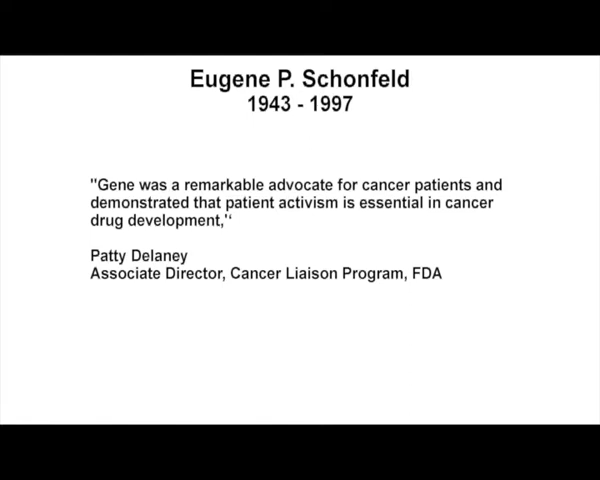 Eugene P. Schonfeld
1943 - 1997
"Gene was a remarkable advocate for cancer patients and
demonstrated that patient activism is essential in cancer
drug development,"
Patty Delaney
Associate Director, Cancer Liaison Program, FDA